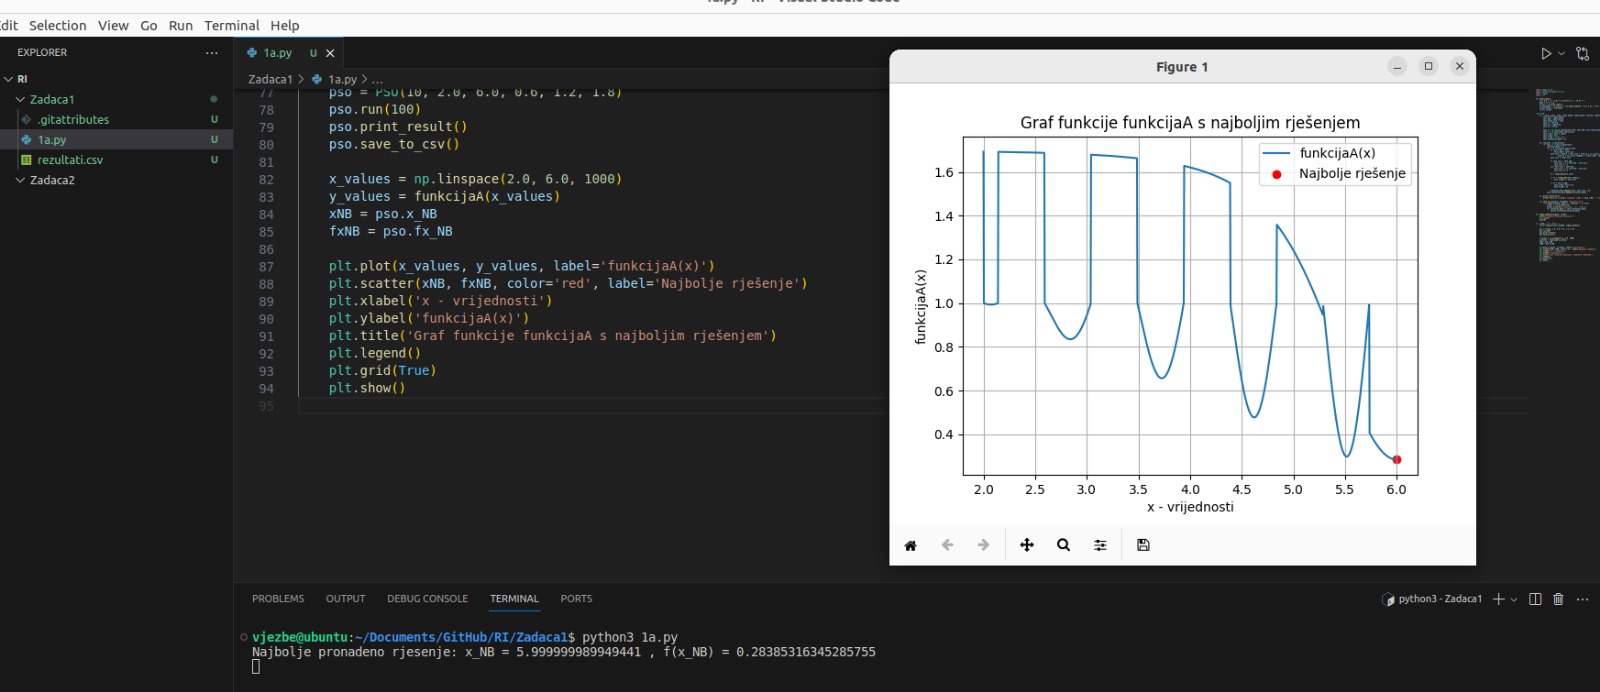 Selection View Go Run Terminal Help
EXPLORER ...
RI
Zadaca1
.gitattributes U
1a.py U
rezultati.csv U
Zadaca2
1a.py U
Zadaca1 > 1a.py > ...
77 pso = PSO(10, 2.0, 6.0, 0.6, 1.2, 1.8)
78 pso.run(100)
79 pso.print_result()
80 pso.save_to_csv()
81
82 x_values = np.linspace(2.0, 6.0, 1000)
83 y_values = funkcijaA(x_values)
84 xNB = pso.x_NB
85 fxNB = pso.fx_NB
86
87 plt.plot(x_values, y_values, label='funkcijaA(x)')
88 plt.scatter(xNB, fxNB, color='red', label='Najbolje rješenje')
89 plt.xlabel('x - vrijednosti')
90 plt.ylabel('funkcijaA(x)')
91 plt.title('Graf funkcije funkcijaA s najboljim rješenjem')
92 plt.legend()
93 plt.grid(True)
94 plt.show()
95
Figure 1
Graf funkcije funkcijaA s najboljim rješenjem
funkcijaA(x)
Najbolje rješenje
1.6
1.4
1.2
1.0
0.8
0.6
0.4
funkcijaA(x)
2.0 2.5 3.0 3.5 4.0 4.5 5.0 5.5 6.0
x - vrijednosti
PROBLEMS OUTPUT DEBUG CONSOLE TERMINAL PORTS
python3 - Zadaca1
vjezbe@ubuntu:~/Documents/GitHub/RI/Zadaca1$ python3 1a.py
Najbolje pronadeno rjesenje: x_NB = 5.999999989949441 , f(x_NB) = 0.28385316345285755